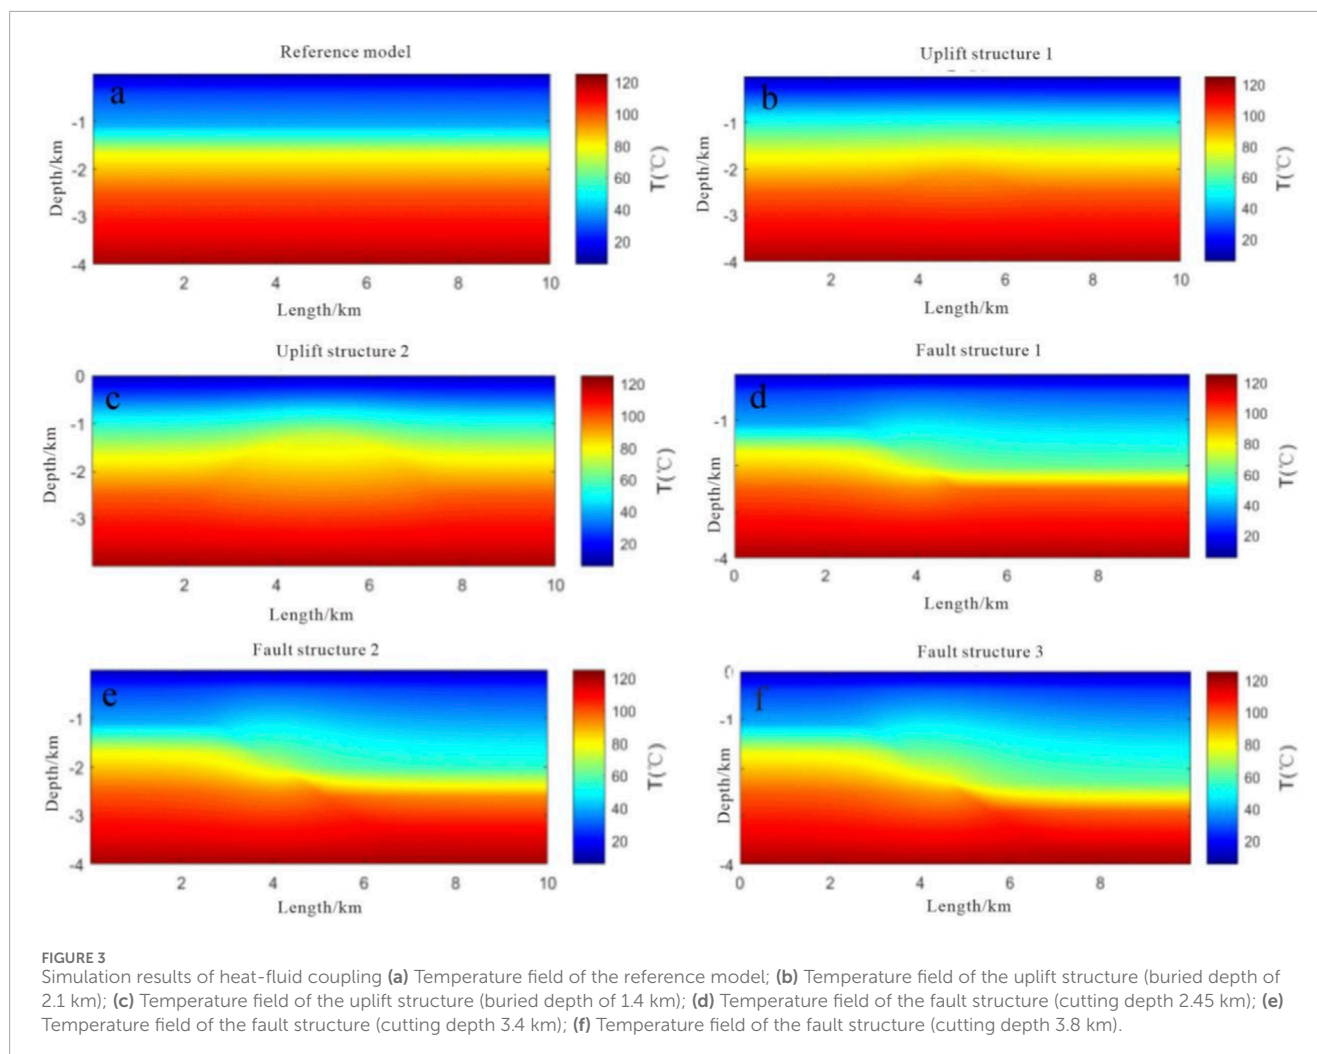 Reference model
a
-1
-2
-3
-4
2
4
6
8
10
Depth/km
Length/km
120
100
80
60
40
20
T(℃)
Uplift structure 1
b
-1
-2
-3
-4
2
4
6
8
10
Depth/km
Length/km
120
100
80
60
40
20
T(℃)
Uplift structure 2
c
0
-1
-2
-3
2
4
6
8
10
Depth/km
Length/km
120
100
80
60
40
20
T(℃)
Fault structure 1
d
-1
-4
0
2
4
6
8
Depth/km
Length/km
120
100
80
60
40
20
T(℃)
Fault structure 2
e
-1
-2
-3
-4
2
4
6
8
10
Depth/km
Length/km
120
100
80
60
40
20
T(℃)
Fault structure 3
f
0
-1
-4
0
2
4
6
8
Depth/km
Length/km
120
100
80
60
40
20
T(℃)
FIGURE 3
Simulation results of heat-fluid coupling (a) Temperature field of the reference model; (b) Temperature field of the uplift structure (buried depth of
2.1 km); (c) Temperature field of the uplift structure (buried depth of 1.4 km); (d) Temperature field of the fault structure (cutting depth 2.45 km); (e)
Temperature field of the fault structure (cutting depth 3.4 km); (f) Temperature field of the fault structure (cutting depth 3.8 km).